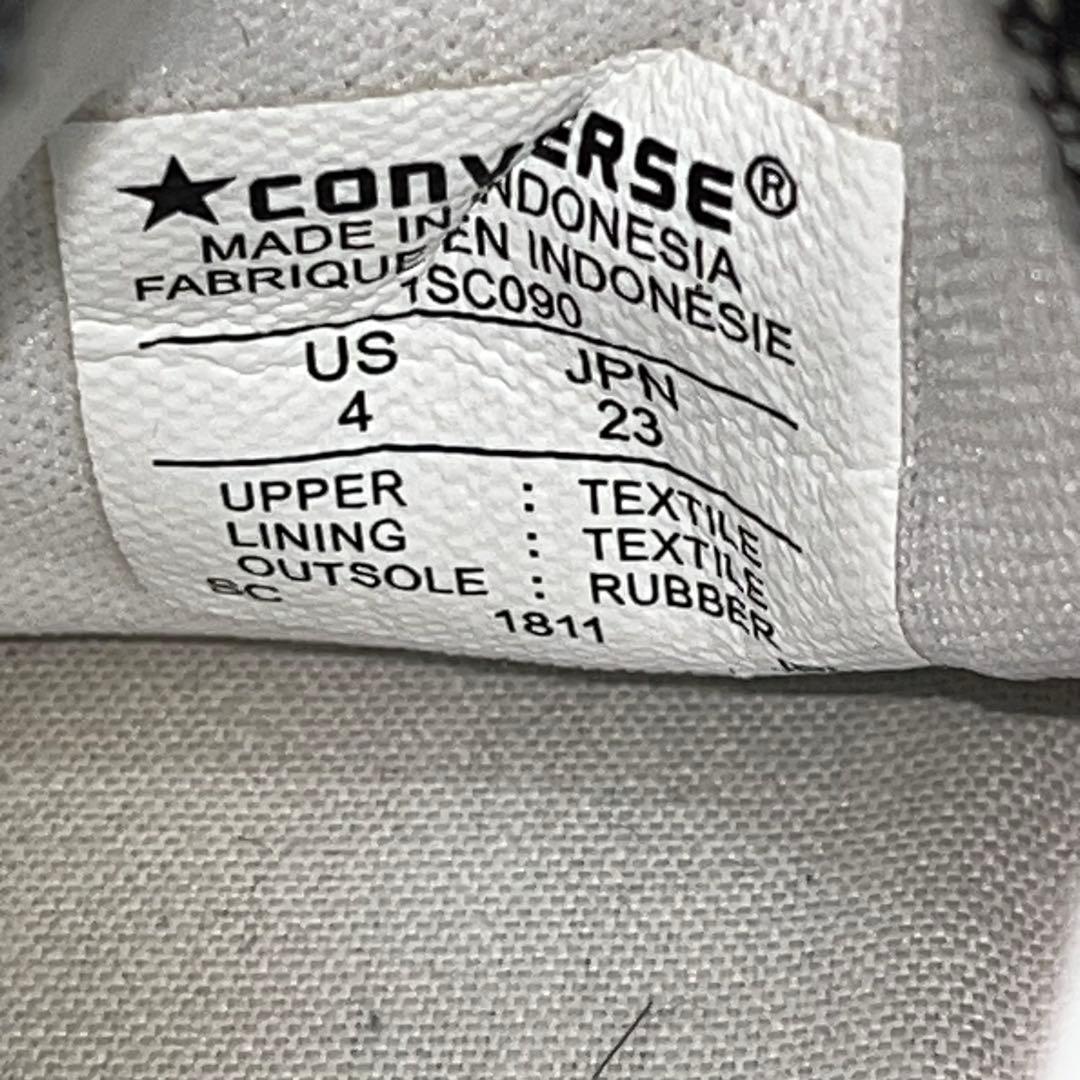 ★CONVERSE®
MADE IN INDONESIA
FABRIQUE EN INDONÉSIE
1SC090
US JPN
4 23
UPPER : TEXTILE
LINING : TEXTILE
OUTSOLE : RUBBER
SC 1811